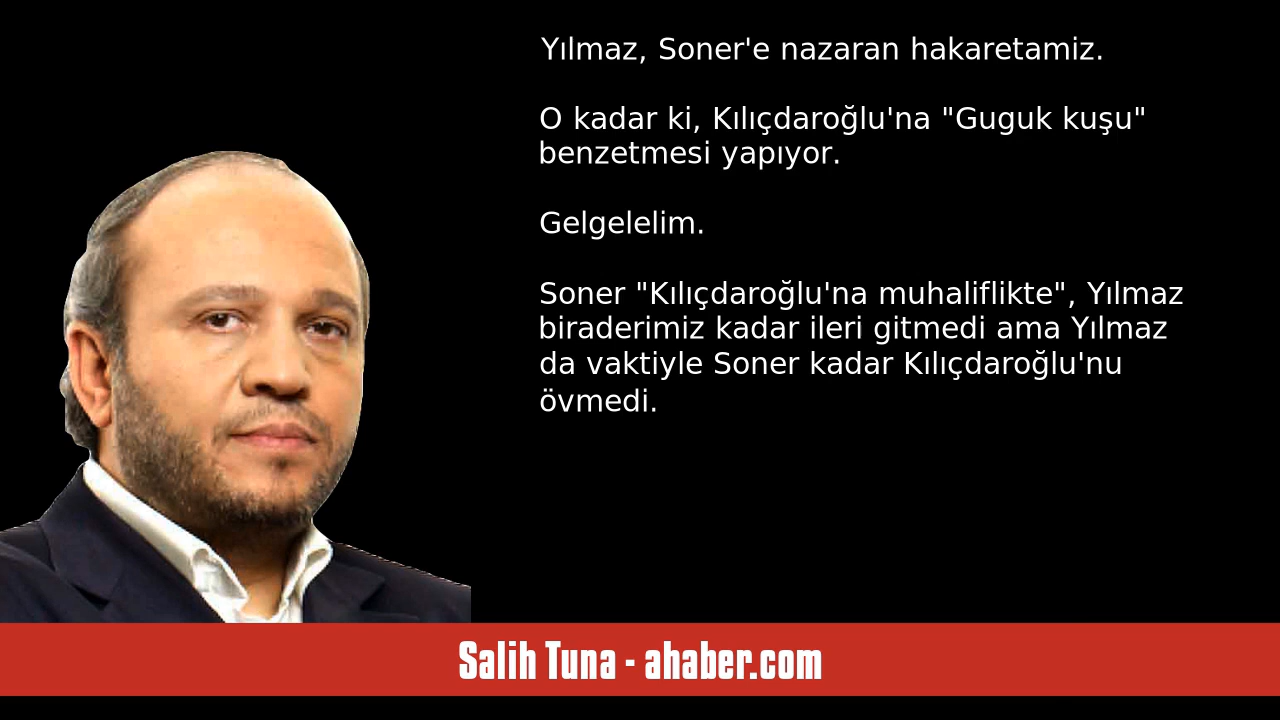 Yılmaz, Soner'e nazaran hakaretamiz.
O kadar ki, Kılıçdaroğlu'na "Guguk kuşu"
benzetmesi yapıyor.
Gelgelelim.
Soner "Kılıçdaroğlu'na muhaliflikte", Yılmaz
biraderimiz kadar ileri gitmedi ama Yılmaz
da vaktiyle Soner kadar Kılıçdaroğlu'nu
övmedi.
Salih Tuna - ahaber.com